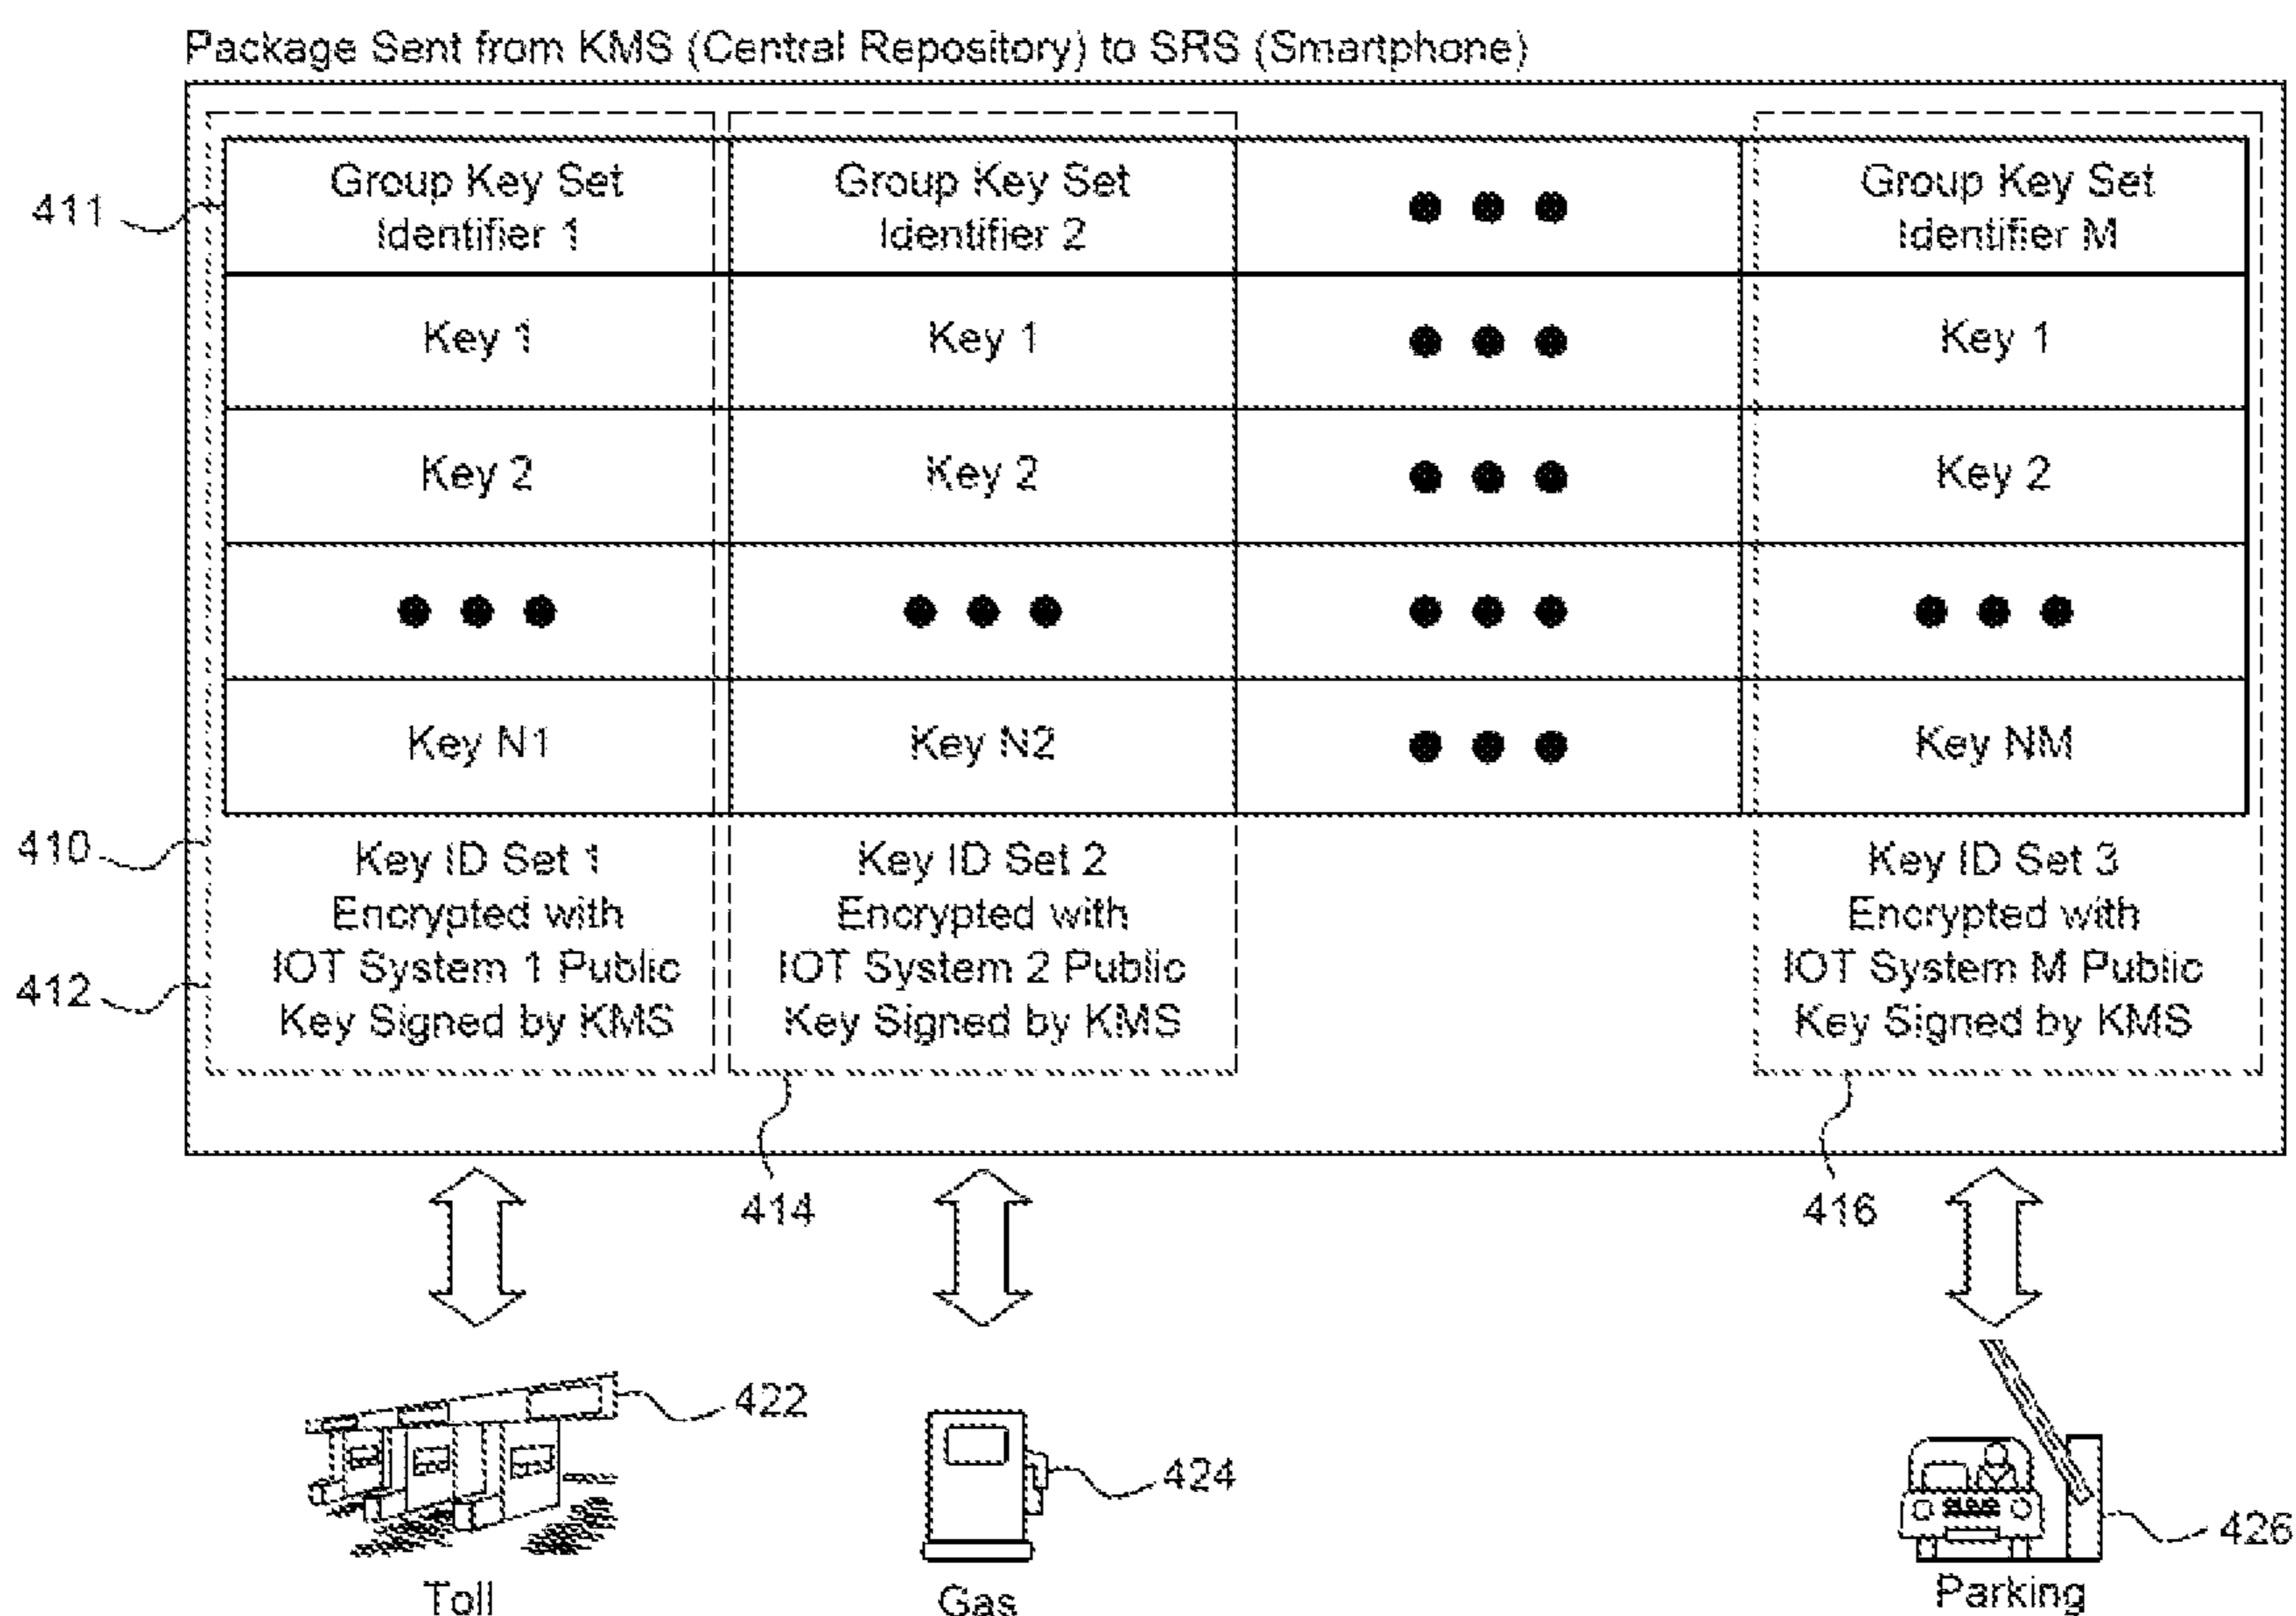 Package Sent from KMS (Central Repository) to SRS (Smartphone)
411
Group Key Set
Identifier 1
Group Key Set
Identifier 2
Group Key Set
Identifier M
Key 1
Key 1
Key 1
Key 2
Key 2
Key 2
Key N1
Key N2
Key NM
410
412
Key ID Set 1
Encrypted with
IOT System 1 Public
Key Signed by KMS
Key ID Set 2
Encrypted with
IOT System 2 Public
Key Signed by KMS
Key ID Set 3
Encrypted with
IOT System M Public
Key Signed by KMS
414
416
422
424
426
Toll
Gas
Parking